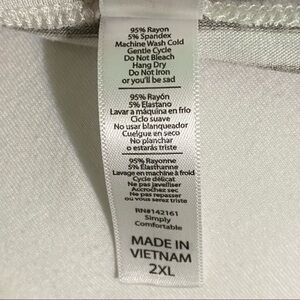 95% Rayon
5% Spandex
Machine Wash Cold
Gentle Cycle
Do Not Bleach
Hang Dry
Do Not Iron
or you'll be sad
95% Rayón
5% Elastano
Lavar a máquina en frío
Ciclo suave
No usar blanqueador
Cuelgue en seco
No planchar
o estarás triste
95% Rayonne
5% Élasthanne
Lavage en machine à froid
Cycle délicat
Ne pas javelliser
Accrochez sec
Ne pas repasser
ou vous serez triste
RN#142161
Simply
Comfortable
MADE IN
VIETNAM
2XL